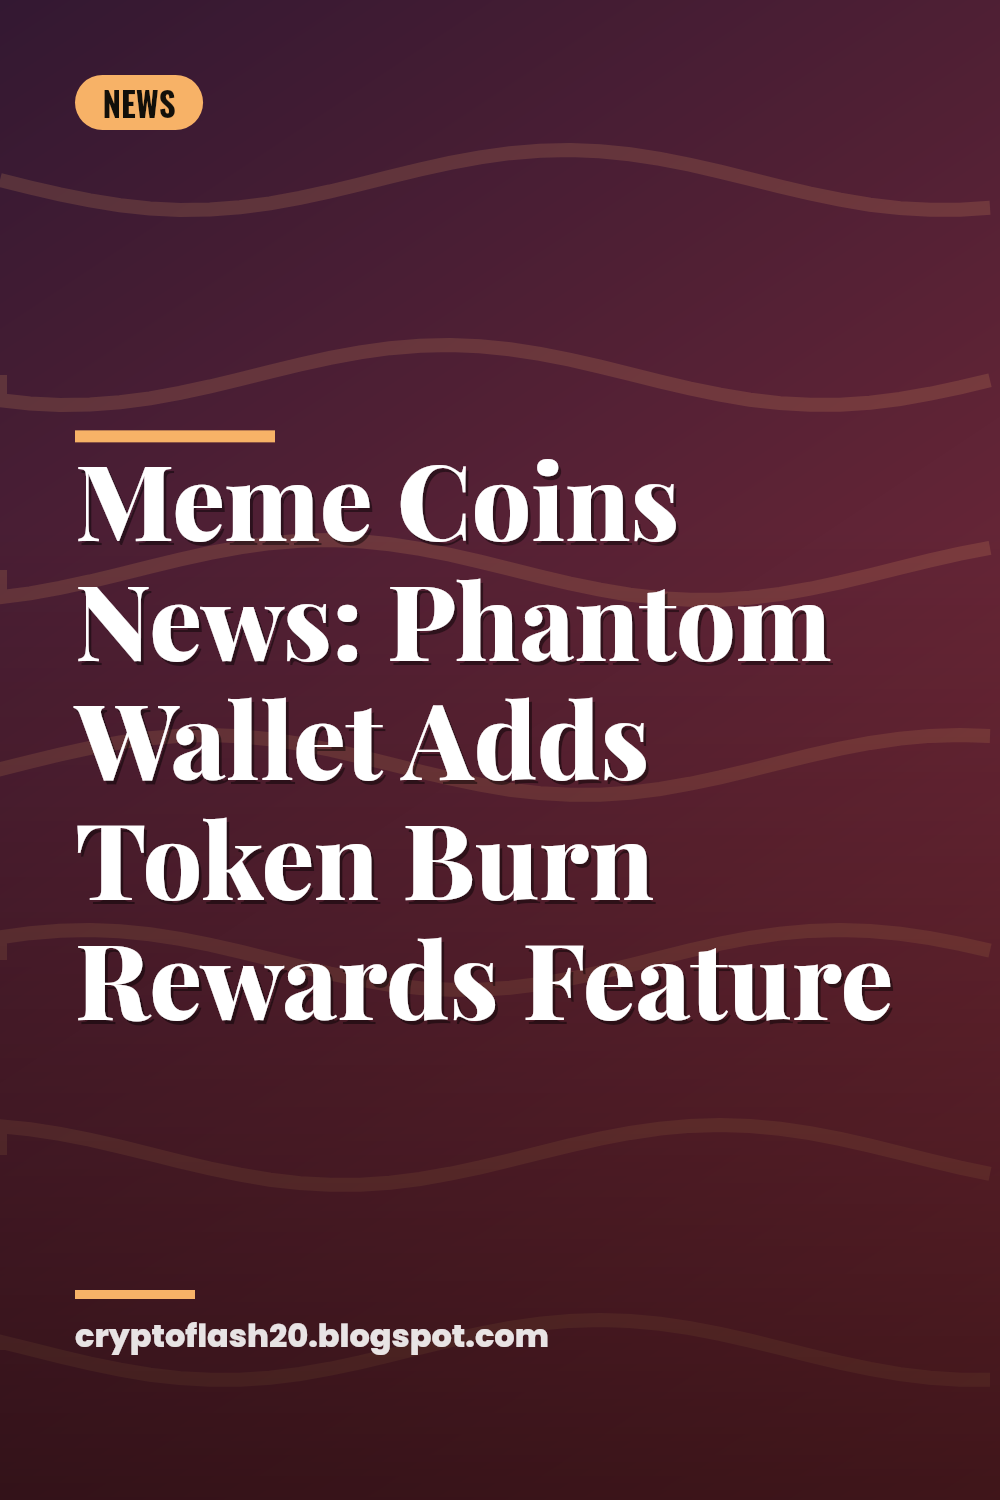 NEWS
Meme Coins
News: Phantom
Wallet Adds
Token Burn
Rewards Feature
cryptoflash20.blogspot.com